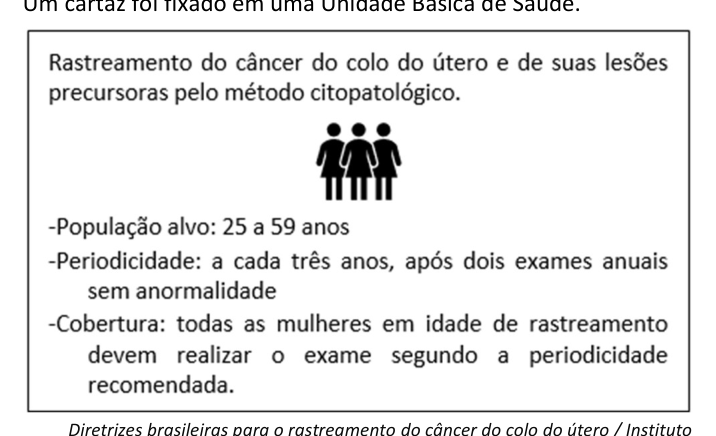 Um cartaz foi fixado em uma Unidade Básica de Saúde.
Rastreamento do câncer do colo do útero e de suas lesões
precursoras pelo método citopatológico.
-População alvo: 25 a 59 anos
-Periodicidade: a cada três anos, após dois exames anuais
sem anormalidade
-Cobertura: todas as mulheres em idade de rastreamento
devem realizar o exame segundo a periodicidade
recomendada.
Diretrizes brasileiras para o rastreamento do câncer do colo do útero / Instituto